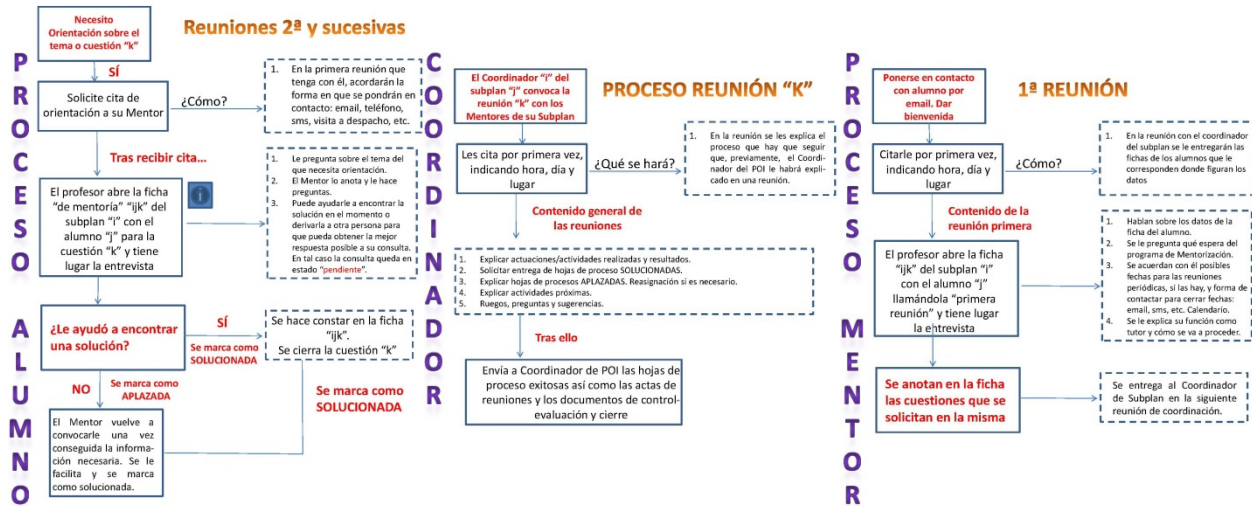 PROCESO ALUMNO
Reuniones 2ª y sucesivas
Necesito
Orientación sobre el
tema o cuestión “k”
SÍ
Solicite cita de
orientación a su Mentor
¿Cómo?
1. En la primera reunión que
tenga con él, acordarán la
forma en que se pondrán en
contacto: email, teléfono,
sms, visita a despacho, etc.
Tras recibir cita…
El profesor abre la ficha
“de mentoría” “ijk” del
subplan “i” con el
alumno “j” para la
cuestión “k” y tiene
lugar la entrevista
1. Le pregunta sobre el tema del
que necesita orientación.
2. El Mentor lo anota y le hace
preguntas.
3. Puede ayudarle a encontrar la
solución en el momento o
derivarla a otra persona para
que pueda obtener la mejor
respuesta posible a su consulta.
En tal caso la consulta queda en
estado “pendiente”.
¿Le ayudó a encontrar
una solución?
SÍ
Se marca como
SOLUCIONADA
Se hace constar en la ficha
“ijk”.
Se cierra la cuestión “k”
NO
Se marca como
APLAZADA
Se marca como
SOLUCIONADA
El Mentor vuelve a
convocarle una vez
conseguida la informa-
ción necesaria. Se le
facilita y se marca
como solucionada.
COORDINADOR
PROCESO REUNIÓN “K”
El Coordinador “i” del
subplan “j” convoca la
reunión “k” con los
Mentores de su Subplan
Les cita por primera vez,
indicando hora, día y
lugar
¿Qué se hará?
1. En la reunión se les explica el
proceso que hay que seguir
que, previamente, el Coordi-
nador del POI le habrá expli-
cado en una reunión.
Contenido general de
las reuniones
1. Explicar actuaciones/actividades realizadas y resultados.
2. Solicitar entrega de hojas de proceso SOLUCIONADAS.
3. Explicar hojas de procesos APLAZADAS. Reasignación si es necesario.
4. Explicar actividades próximas.
5. Ruegos, preguntas y sugerencias.
Tras ello
Envía a Coordinador de POI las hojas de
proceso exitosas así como las actas de
reuniones y los documentos de control-
evaluación y cierre
PROCESO MENTOR
1ª REUNIÓN
Ponerse en contacto
con alumno por
email. Dar
bienvenida
Citarle por primera vez,
indicando hora, día y
lugar
¿Cómo?
1. En la reunión con el coordinador
del subplan se le entregarán las
fichas de los alumnos que le
corresponden donde figuran los
datos
Contenido de la
reunión primera
El profesor abre la ficha
“ijk” del subplan “i”
con el alumno “j”
llamándola “primera
reunión” y tiene lugar
la entrevista
1. Hablan sobre los datos de la
ficha del alumno.
2. Se le pregunta qué espera del
programa de Mentorización.
3. Se acuerdan con él posibles
fechas para las reuniones
periódicas, si las hay, y forma de
contactar para cerrar fechas:
email, sms, etc. Calendario.
4. Se le explica su función como
tutor y cómo se va a proceder.
Se anotan en la ficha
las cuestiones que se
solicitan en la misma
Se entrega al Coordinador
de Subplan en la siguiente
reunión de coordinación.